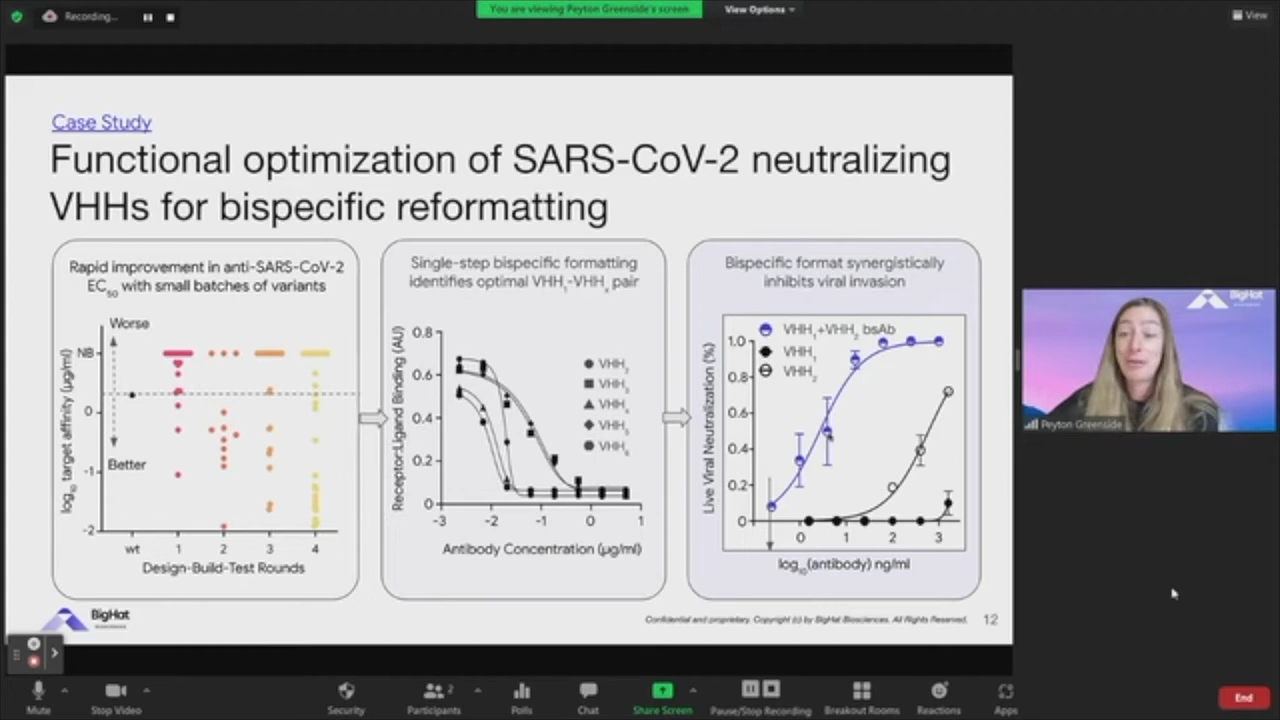 Recording...
You are viewing Peyton Greenside's screen
View Options
View
Case Study
Functional optimization of SARS-CoV-2 neutralizing
VHHs for bispecific reformatting
Rapid improvement in anti-SARS-CoV-2
EC50 with small batches of variants
Worse
NB
0
-1
-2
Better
log10 target affinity (µg/ml)
wt
1
2
3
4
Design-Build-Test Rounds
Single-step bispecific formatting
identifies optimal VHH1-VHHx pair
0.8
0.6
0.4
0.2
0
Receptor:Ligand Binding (AU)
VHH2
VHH3
VHH4
VHH5
VHH6
-3
-2
-1
0
1
Antibody Concentration (µg/ml)
Bispecific format synergistically
inhibits viral invasion
VHH1+VHH2 bsAb
VHH1
VHH2
1.0
0.8
0.6
0.4
0.2
0
Live Viral Neutralization (%)
0
1
2
3
log10(antibody) ng/ml
BigHat
Confidential and proprietary. Copyright (c) by BigHat Biosciences. All Rights Reserved.
12
BigHat
Peyton Greenside
Mute
Stop Video
Security
Participants
2
Polls
Chat
Share Screen
Pause/Stop Recording
Breakout Rooms
Reactions
Apps
End